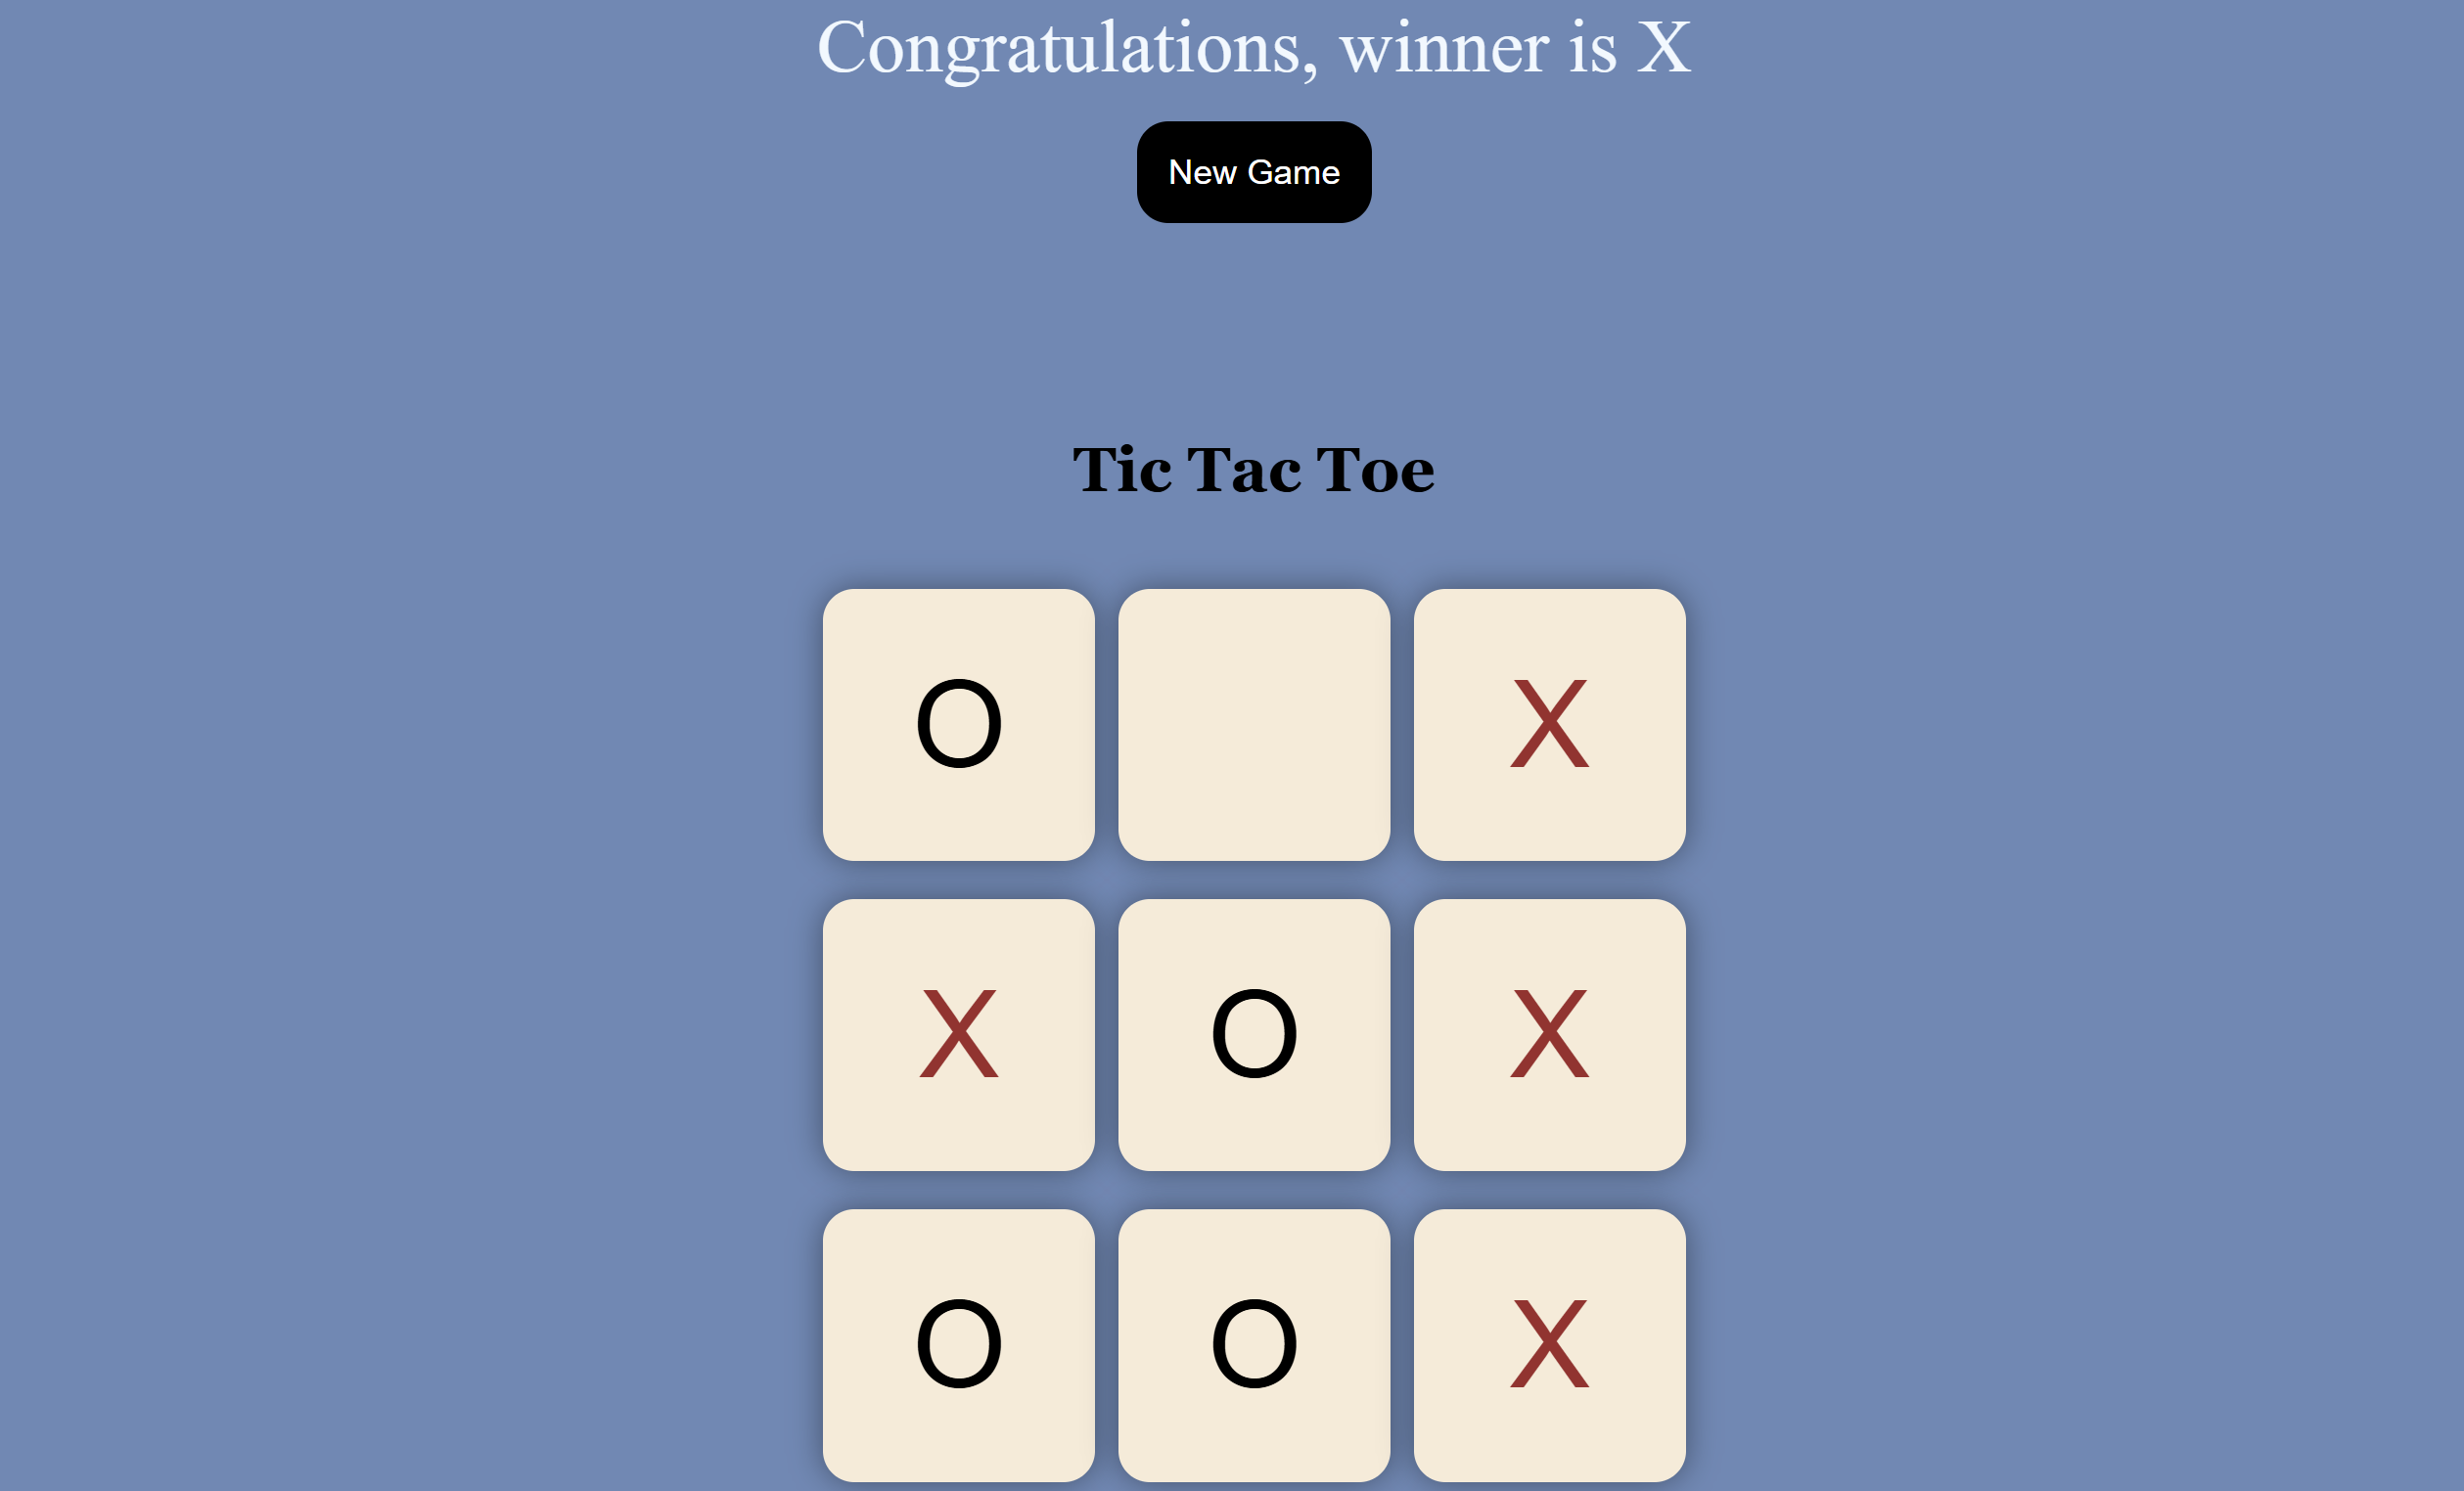 Congratulations, winner is X
New Game
Tic Tac Toe
O X
X O X
O O X